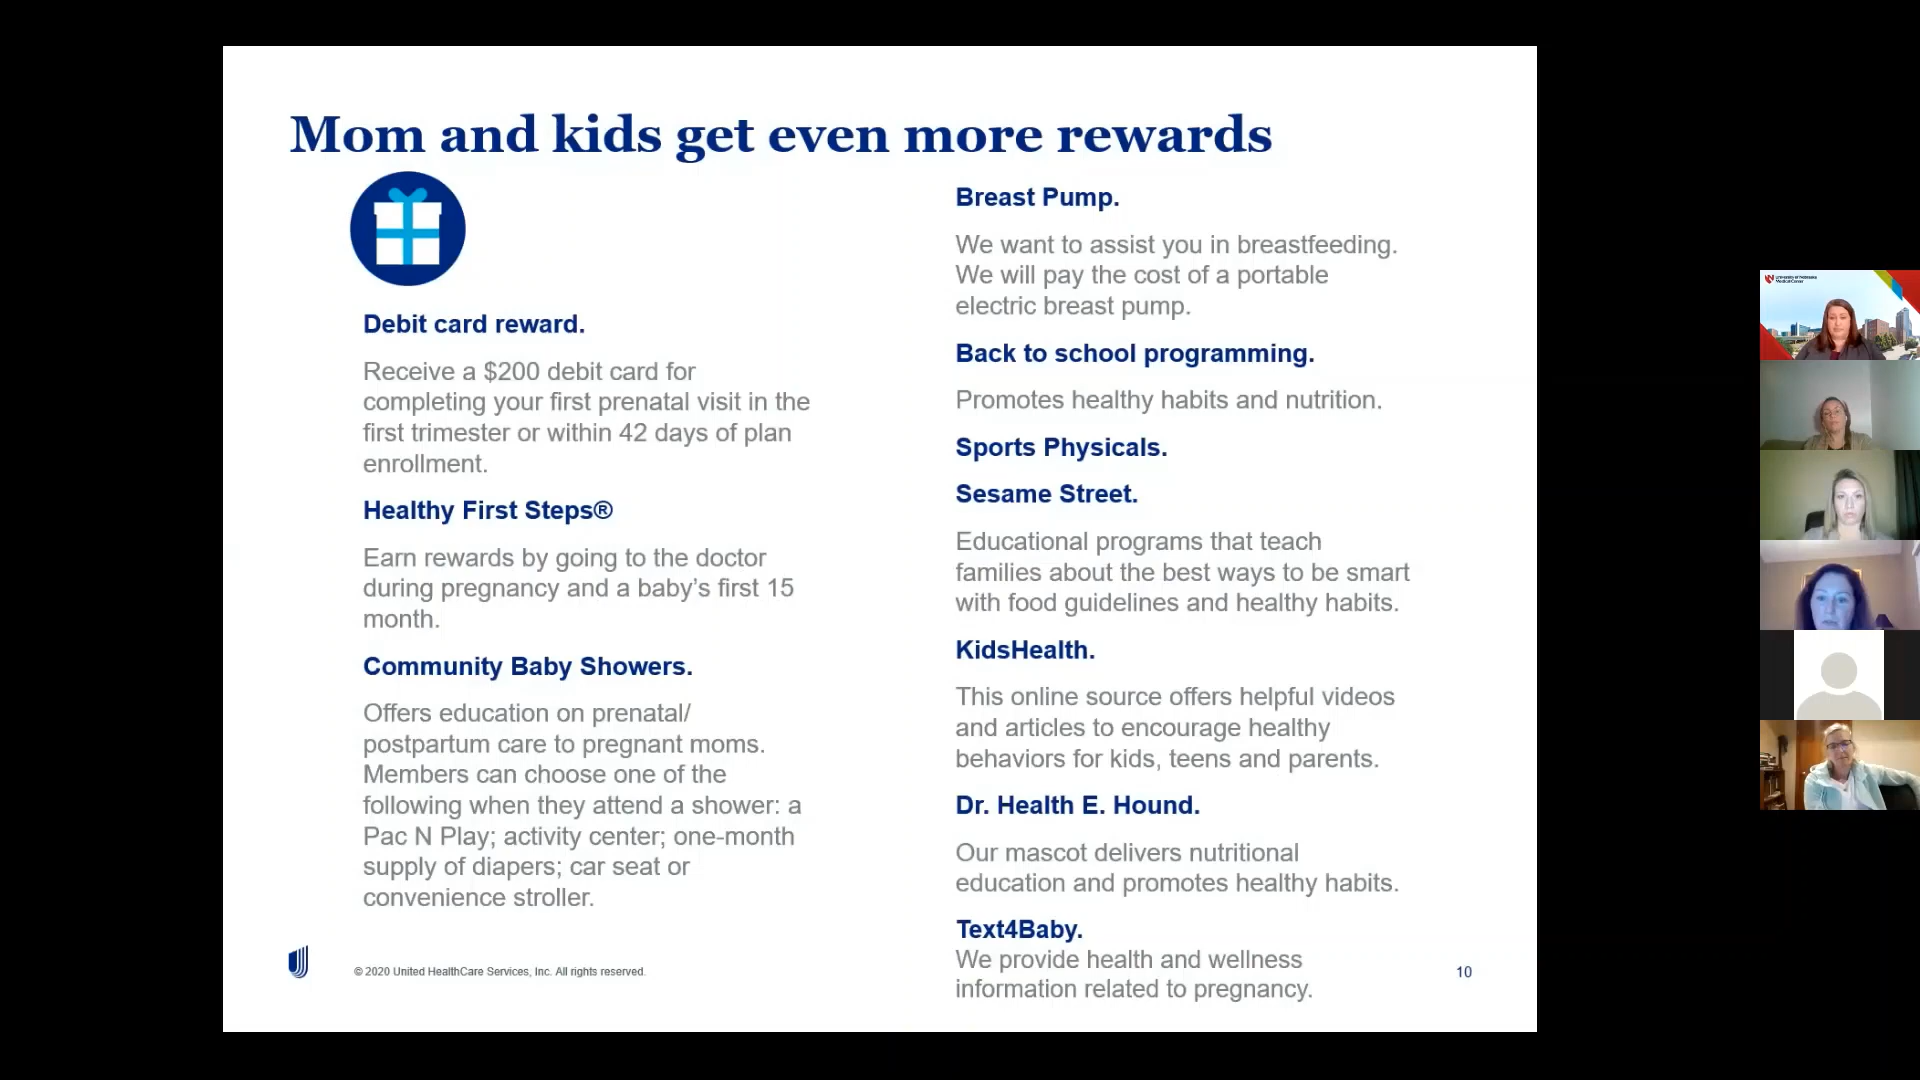 Mom and kids get even more rewards
Debit card reward.
Receive a $200 debit card for
completing your first prenatal visit in the
first trimester or within 42 days of plan
enrollment.
Healthy First Steps®
Earn rewards by going to the doctor
during pregnancy and a baby’s first 15
month.
Community Baby Showers.
Offers education on prenatal/
postpartum care to pregnant moms.
Members can choose one of the
following when they attend a shower: a
Pac N Play; activity center; one-month
supply of diapers; car seat or
convenience stroller.
Breast Pump.
We want to assist you in breastfeeding.
We will pay the cost of a portable
electric breast pump.
Back to school programming.
Promotes healthy habits and nutrition.
Sports Physicals.
Sesame Street.
Educational programs that teach
families about the best ways to be smart
with food guidelines and healthy habits.
KidsHealth.
This online source offers helpful videos
and articles to encourage healthy
behaviors for kids, teens and parents.
Dr. Health E. Hound.
Our mascot delivers nutritional
education and promotes healthy habits.
Text4Baby.
We provide health and wellness
information related to pregnancy.
© 2020 United HealthCare Services, Inc. All rights reserved.
10
University of Nebraska
Medical Center